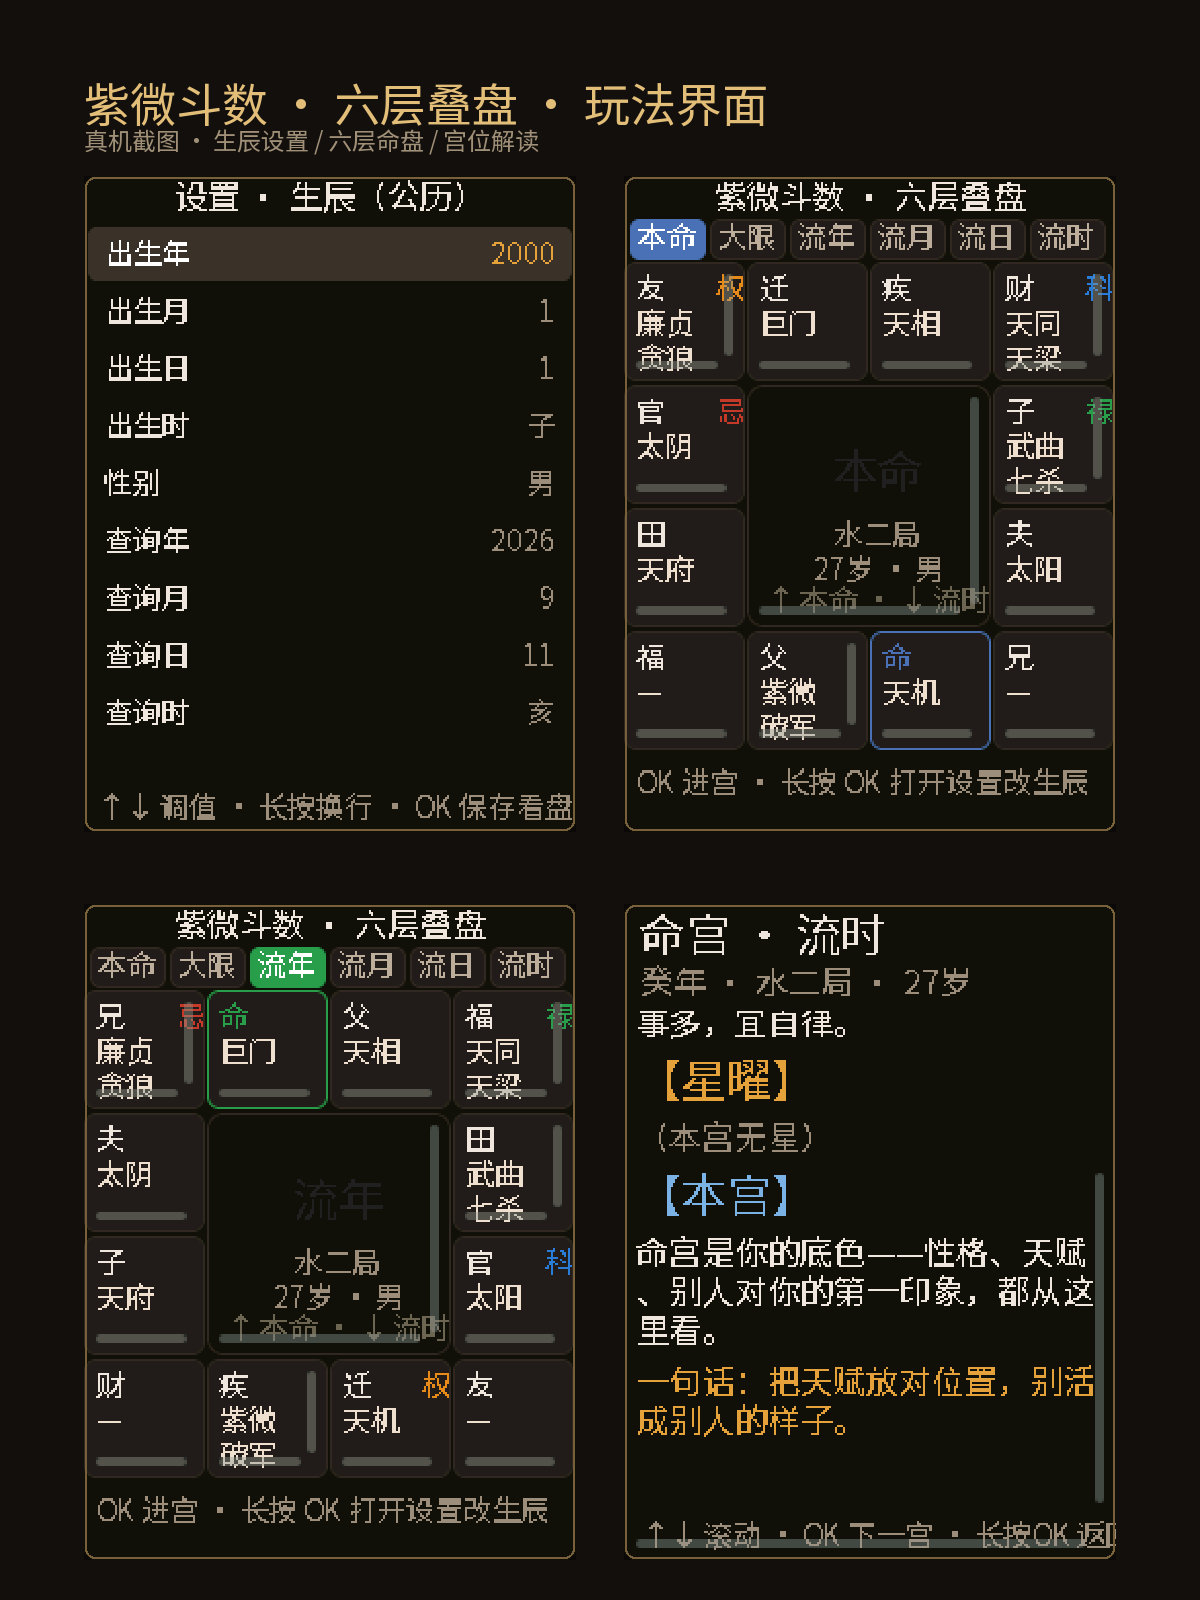 紫微斗数 · 六层叠盘 · 玩法界面
真机截图 · 生辰设置 / 六层命盘 / 宫位解读
设置 · 生辰（公历）
出生年 2000
出生月 1
出生日 1
出生时 子
性别 男
查询年 2026
查询月 9
查询日 11
查询时 亥
↑↓ 调值 · 长按换行 · OK 保存看盘
紫微斗数 · 六层叠盘
本命 大限 流年 流月 流日 流时
友 权 迁 疾 财 科
廉贞 巨门 天相 天同
贪狼 天梁
官 忌 子 禄
太阴 武曲
本命 七杀
田 水二局 夫
天府 27岁 · 男 太阳
↑ 本命 · ↓ 流时
福 父 命 兄
— 紫微 天机 —
破军
OK 进宫 · 长按 OK 打开设置改生辰
紫微斗数 · 六层叠盘
本命 大限 流年 流月 流日 流时
兄 忌 命 父 福 禄
廉贞 巨门 天相 天同
贪狼 天梁
夫 田
太阴 武曲
流年 七杀
子 水二局 官 科
天府 27岁 · 男 太阳
↑ 本命 · ↓ 流时
财 疾 迁 权 友
— 紫微 天机 —
破军
OK 进宫 · 长按 OK 打开设置改生辰
命宫 · 流时
癸年 · 水二局 · 27岁
事多，宜自律。
【星曜】
（本宫无星）
【本宫】
命宫是你的底色——性格、天赋
、别人对你的第一印象，都从这
里看。
一句话：把天赋放对位置，别活
成别人的样子。
↑↓ 滚动 · OK 下一宫 · 长按OK 返